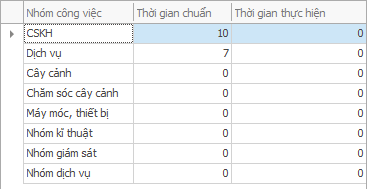 Nhóm công việc Thời gian chuẩn Thời gian thực hiện
CSKH 10 0
Dịch vụ 7 0
Cây cảnh 0 0
Chăm sóc cây cảnh 0 0
Máy móc, thiết bị 0 0
Nhóm kĩ thuật 0 0
Nhóm giám sát 0 0
Nhóm dịch vụ 0 0